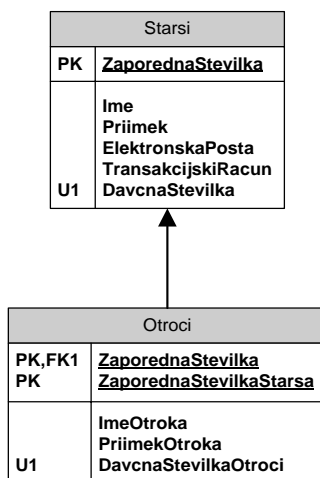 Starsi
PK ZaporednaStevilka
Ime
Priimek
ElektronskaPosta
TransakcijskiRacun
U1 DavcnaStevilka
Otroci
PK,FK1 ZaporednaStevilka
PK ZaporednaStevilkaStarsa
ImeOtroka
PriimekOtroka
U1 DavcnaStevilkaOtroci